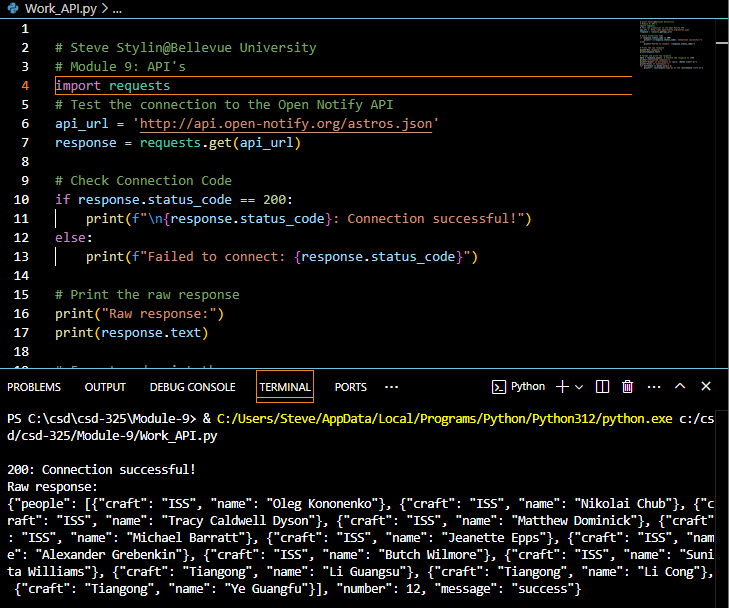 Work_API.py > ...
1
2 # Steve Stylin@Bellevue University
3 # Module 9: API's
4 import requests
5 # Test the connection to the Open Notify API
6 api_url = 'http://api.open-notify.org/astros.json'
7 response = requests.get(api_url)
8
9 # Check Connection Code
10 if response.status_code == 200:
11 print(f"\n{response.status_code}: Connection successful!")
12 else:
13 print(f"Failed to connect: {response.status_code}")
14
15 # Print the raw response
16 print("Raw response:")
17 print(response.text)
18
PROBLEMS OUTPUT DEBUG CONSOLE TERMINAL PORTS ... Python
PS C:\csd\csd-325\Module-9> & C:/Users/Steve/AppData/Local/Programs/Python/Python312/python.exe c:/cs
d/csd-325/Module-9/Work_API.py
200: Connection successful!
Raw response:
{"people": [{"craft": "ISS", "name": "Oleg Kononenko"}, {"craft": "ISS", "name": "Nikolai Chub"}, {"c
raft": "ISS", "name": "Tracy Caldwell Dyson"}, {"craft": "ISS", "name": "Matthew Dominick"}, {"craft"
: "ISS", "name": "Michael Barratt"}, {"craft": "ISS", "name": "Jeanette Epps"}, {"craft": "ISS", "nam
e": "Alexander Grebenkin"}, {"craft": "ISS", "name": "Butch Wilmore"}, {"craft": "ISS", "name": "Suni
ta Williams"}, {"craft": "Tiangong", "name": "Li Guangsu"}, {"craft": "Tiangong", "name": "Li Cong"},
{"craft": "Tiangong", "name": "Ye Guangfu"}], "number": 12, "message": "success"}